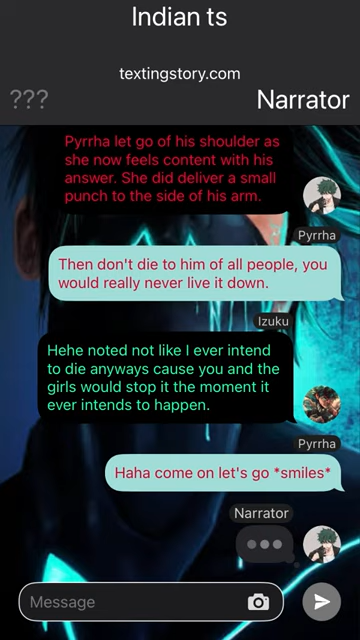 Indian ts
textingstory.com
???
Narrator
Pyrrha let go of his shoulder as
she now feels content with his
answer. She did deliver a small
punch to the side of his arm.
Pyrrha
Then don't die to him of all people, you
would really never live it down.
Izuku
Hehe noted not like I ever intend
to die anyways cause you and the
girls would stop it the moment it
ever intends to happen.
Pyrrha
Haha come on let's go *smiles*
Narrator
Message